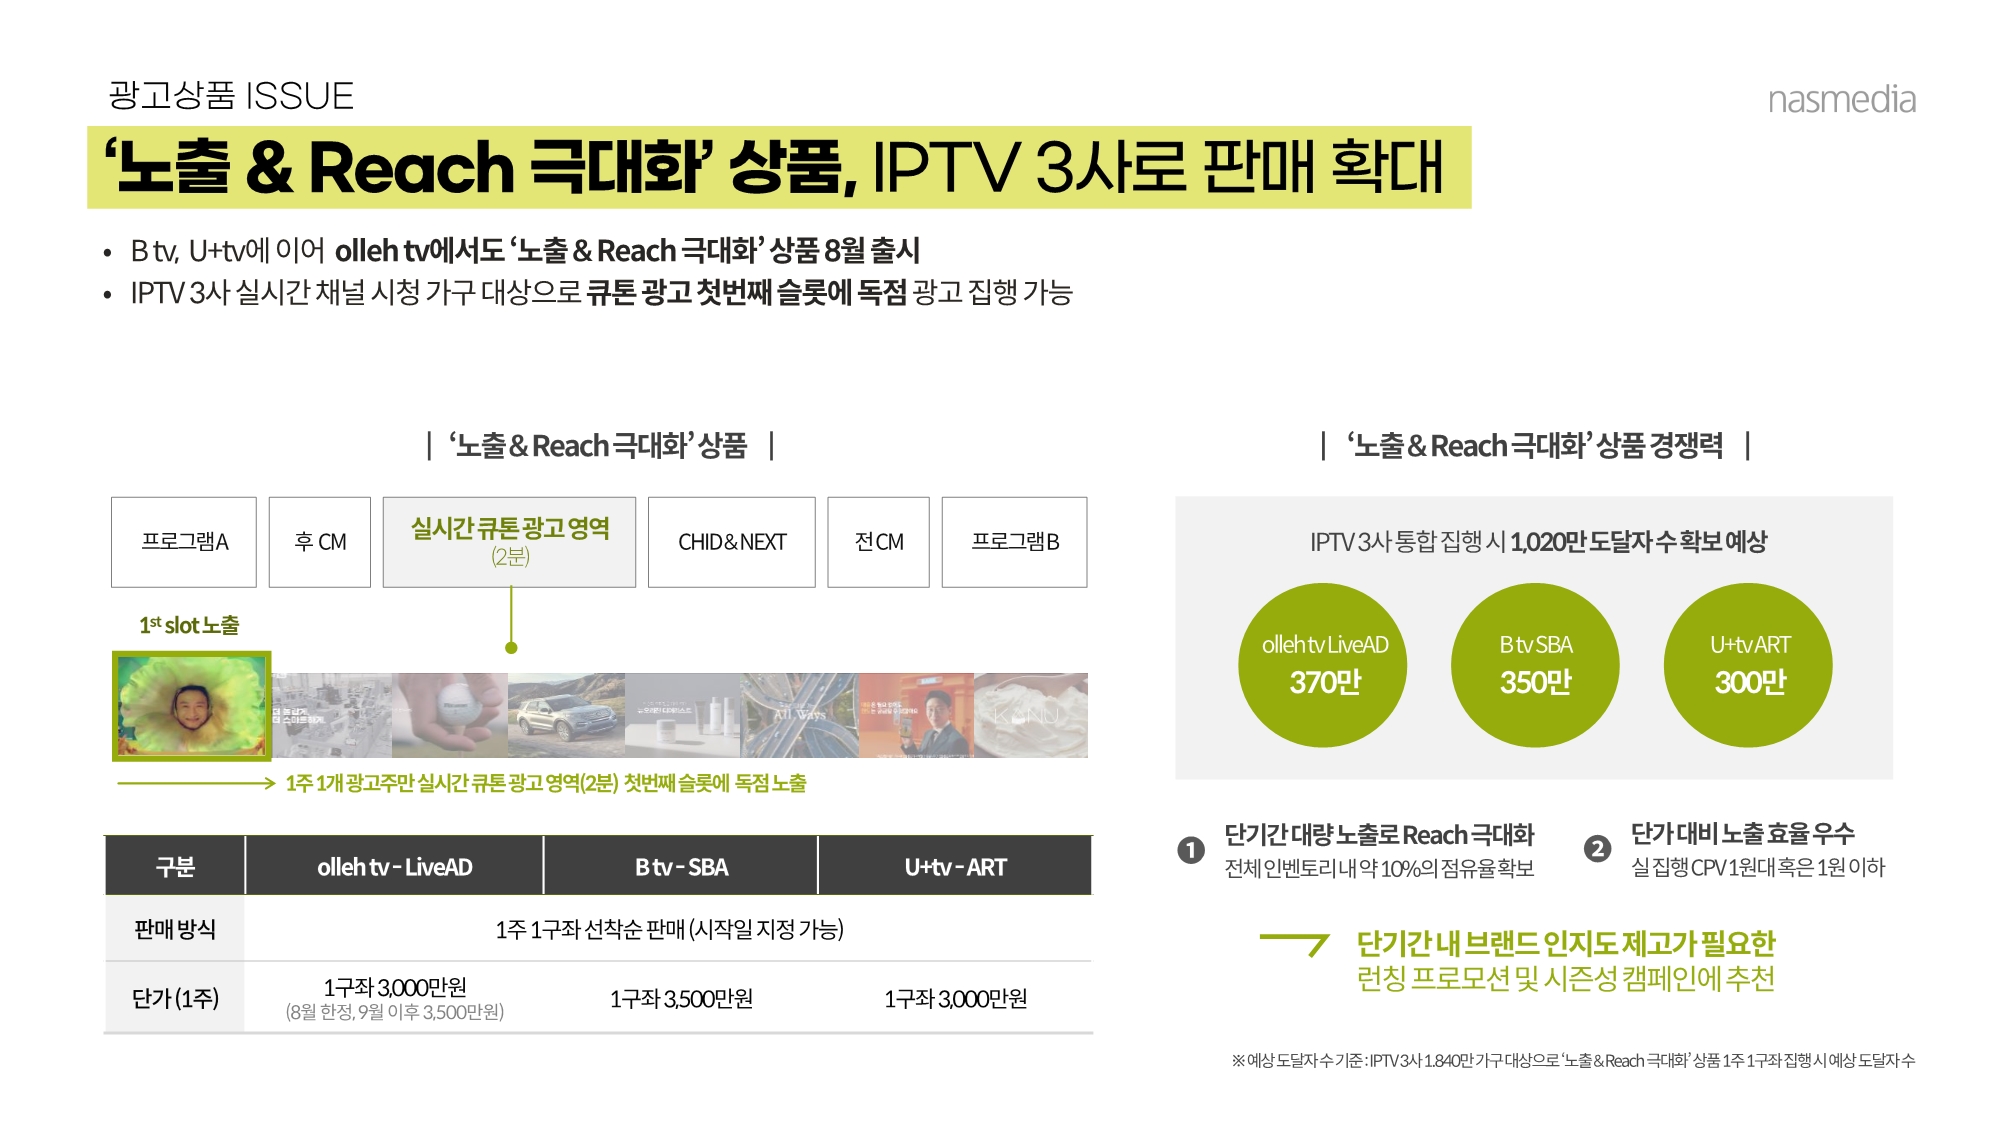 광고상품 ISSUE
nasmedia
‘노출 & Reach 극대화’ 상품, IPTV 3사로 판매 확대
• B tv, U+tv에 이어 olleh tv에서도 ‘노출 & Reach 극대화’ 상품 8월 출시
• IPTV 3사 실시간 채널 시청 가구 대상으로 큐톤 광고 첫번째 슬롯에 독점 광고 집행 가능
| ‘노출 & Reach 극대화’ 상품 |
프로그램A
후 CM
실시간 큐톤 광고 영역
(2분)
CHID & NEXT
전 CM
프로그램B
1st slot 노출
All Ways
KANU
1주 1개 광고주만 실시간 큐톤 광고 영역(2분) 첫번째 슬롯에 독점 노출
구분 olleh tv - LiveAD B tv - SBA U+tv - ART
판매 방식 1주 1구좌 선착순 판매 (시작일 지정 가능)
단가 (1주) 1구좌 3,000만원 1구좌 3,500만원 1구좌 3,000만원
(8월 한정, 9월 이후 3,500만원)
| ‘노출 & Reach 극대화’ 상품 경쟁력 |
IPTV 3사 통합 집행 시 1,020만 도달자 수 확보 예상
olleh tv LiveAD
370만
B tv SBA
350만
U+tv ART
300만
1 단기간 대량 노출로 Reach 극대화
전체 인벤토리 내 약 10%의 점유율 확보
2 단가 대비 노출 효율 우수
실 집행 CPV 1원대 혹은 1원 이하
단기간 내 브랜드 인지도 제고가 필요한
런칭 프로모션 및 시즌성 캠페인에 추천
※ 예상 도달자 수 기준 : IPTV 3사 1.840만 가구 대상으로 ‘노출 & Reach 극대화’ 상품 1주 1구좌 집행 시 예상 도달자 수